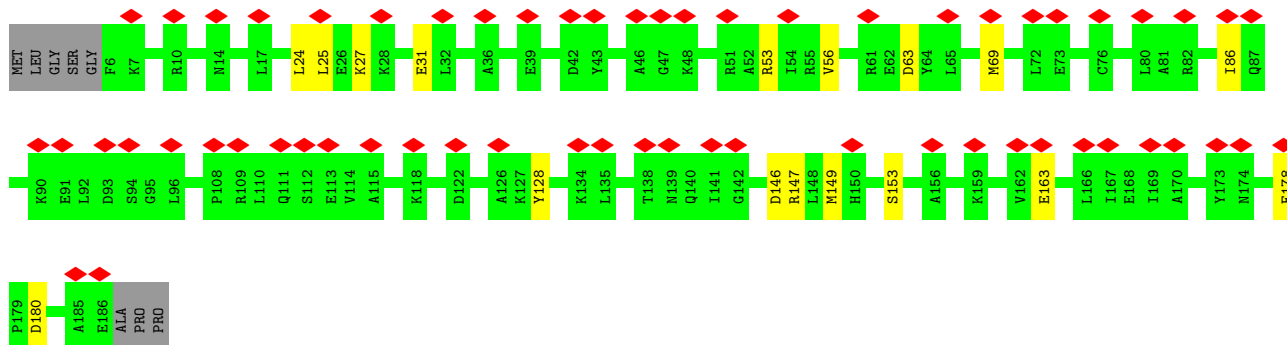 MET LEU GLY SER GLY F6 K7 R10 N14 L17 L24 L25 E26 K27 K28 E31 L32 A36 E39 D42 Y43 A46 G47 K48 R51 A52 R53 I54 R55 V56 R61 E62 D63 Y64 L65 M69 L72 E73 C76 L80 A81 R82 I86 Q87
K90 E91 L92 D93 S94 G95 L96 P108 R109 L110 Q111 S112 E113 V114 A115 K118 D122 A126 K127 Y128 K134 L135 T138 N139 Q140 I141 G142 D146 R147 L148 M149 H150 S153 A156 K159 V162 E163 L166 I167 E168 I169 A170 Y173 N174
P179 D180 A185 E186 ALA PRO PRO